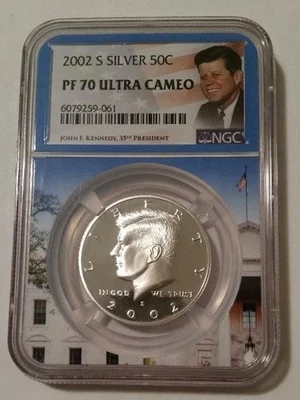 2002 S SILVER 50C
PF 70 ULTRA CAMEO
6079259-061
JOHN F. KENNEDY, 35TH PRESIDENT
NGC
LIBERTY
IN GOD WE TRUST
S
2002